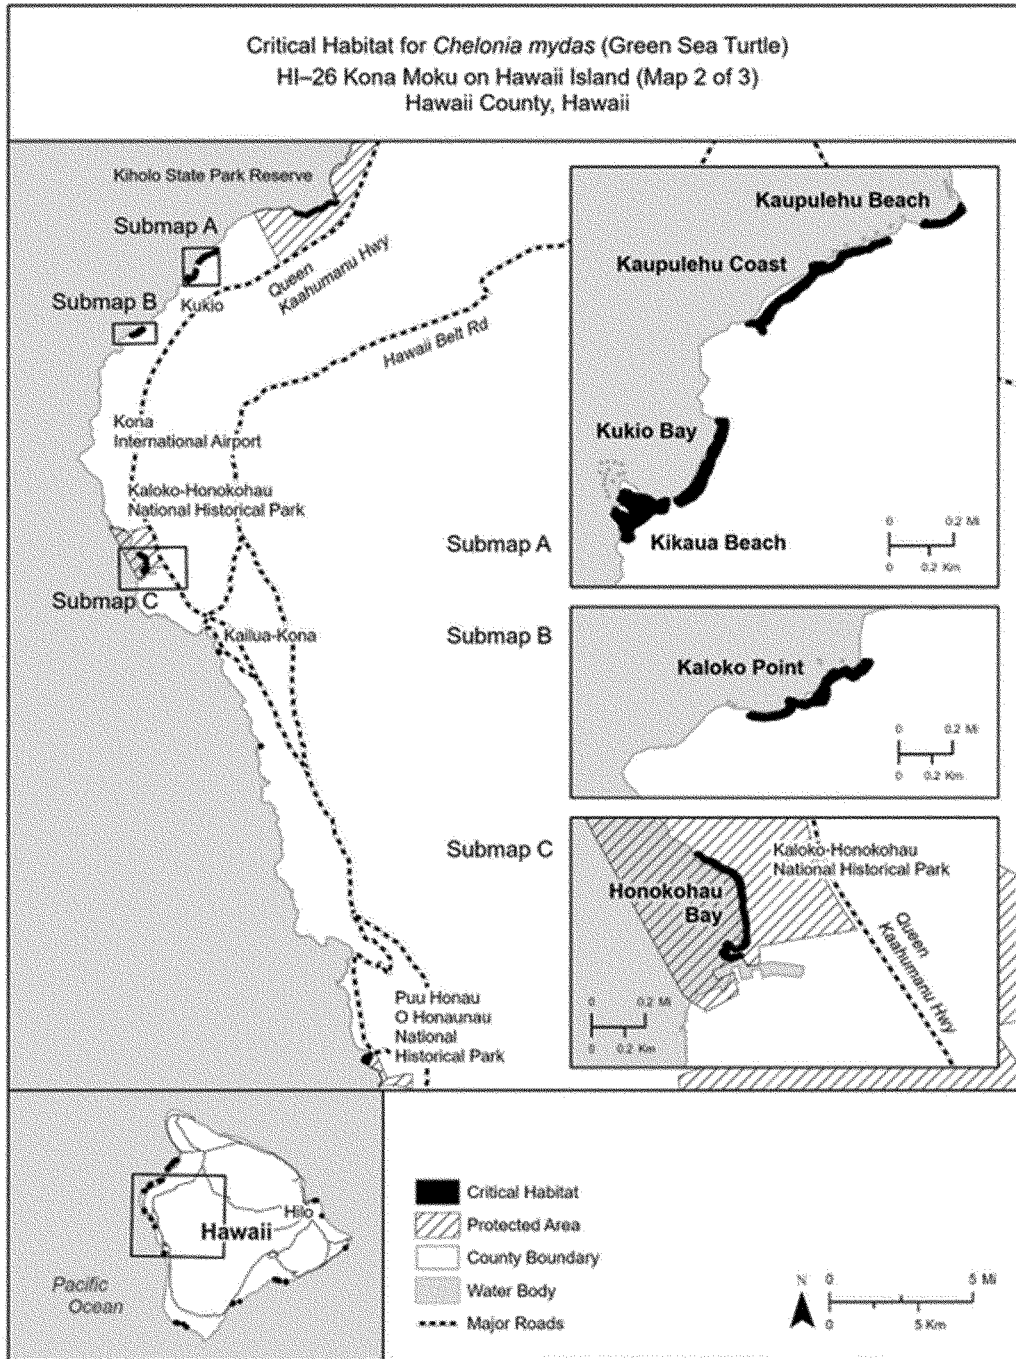 Critical Habitat for Chelonia mydas (Green Sea Turtle)
HI–26 Kona Moku on Hawaii Island (Map 2 of 3)
Hawaii County, Hawaii
Kiholo State Park Reserve
Submap A
Queen
Kaahumanu Hwy
Kukio
Submap B
Hawaii Belt Rd
Kona
International Airport
Kaloko-Honokohau
National Historical Park
Submap C
Kailua-Kona
Puu Honau
O Honaunau
National
Historical Park
Submap A
Kaupulehu Beach
Kaupulehu Coast
Kukio Bay
Kikaua Beach
0 0.2 Mi
0 0.2 Km
Submap B
Kaloko Point
0 0.2 Mi
0 0.2 Km
Submap C
Kaloko-Honokohau
National Historical Park
Honokohau
Bay
Queen
Kaahumanu Hwy
0 0.2 Mi
0 0.2 Km
Hilo
Hawaii
Pacific
Ocean
Critical Habitat
Protected Area
County Boundary
Water Body
Major Roads
N
0 5 Mi
0 5 Km